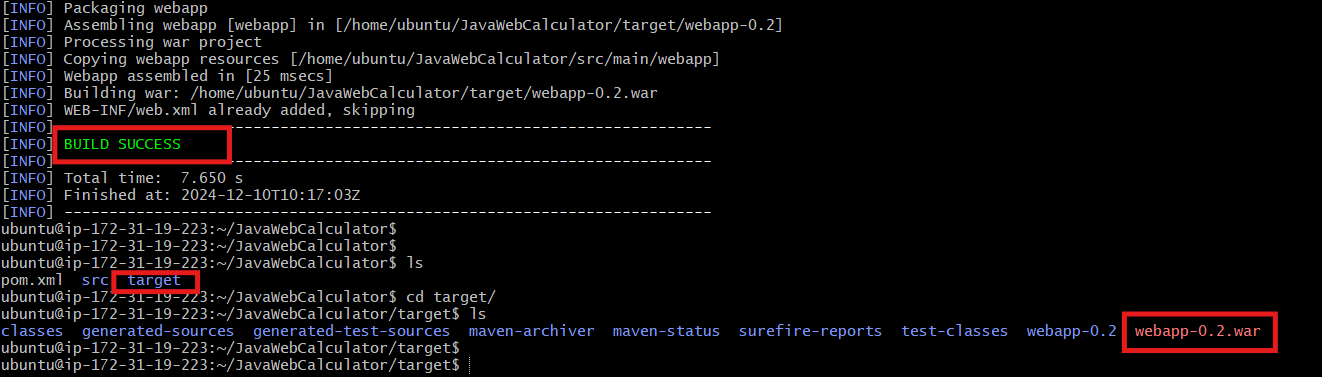 [INFO] Packaging webapp
[INFO] Assembling webapp [webapp] in [/home/ubuntu/JavaWebCalculator/target/webapp-0.2]
[INFO] Processing war project
[INFO] Copying webapp resources [/home/ubuntu/JavaWebCalculator/src/main/webapp]
[INFO] Webapp assembled in [25 msecs]
[INFO] Building war: /home/ubuntu/JavaWebCalculator/target/webapp-0.2.war
[INFO] WEB-INF/web.xml already added, skipping
[INFO] ------------------------------------------------------------------------
[INFO] BUILD SUCCESS
[INFO] ------------------------------------------------------------------------
[INFO] Total time:  7.650 s
[INFO] Finished at: 2024-12-10T10:17:03Z
[INFO] ------------------------------------------------------------------------
ubuntu@ip-172-31-19-223:~/JavaWebCalculator$
ubuntu@ip-172-31-19-223:~/JavaWebCalculator$
ubuntu@ip-172-31-19-223:~/JavaWebCalculator$ ls
pom.xml  src  target
ubuntu@ip-172-31-19-223:~/JavaWebCalculator$ cd target/
ubuntu@ip-172-31-19-223:~/JavaWebCalculator/target$ ls
classes  generated-sources  generated-test-sources  maven-archiver  maven-status  surefire-reports  test-classes  webapp-0.2  webapp-0.2.war
ubuntu@ip-172-31-19-223:~/JavaWebCalculator/target$
ubuntu@ip-172-31-19-223:~/JavaWebCalculator/target$